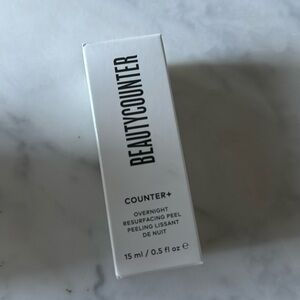 BEAUTYCOUNTER
COUNTER+
OVERNIGHT
RESURFACING PEEL
PEELING LISSANT
DE NUIT
15 ml / 0.5 fl oz ℮